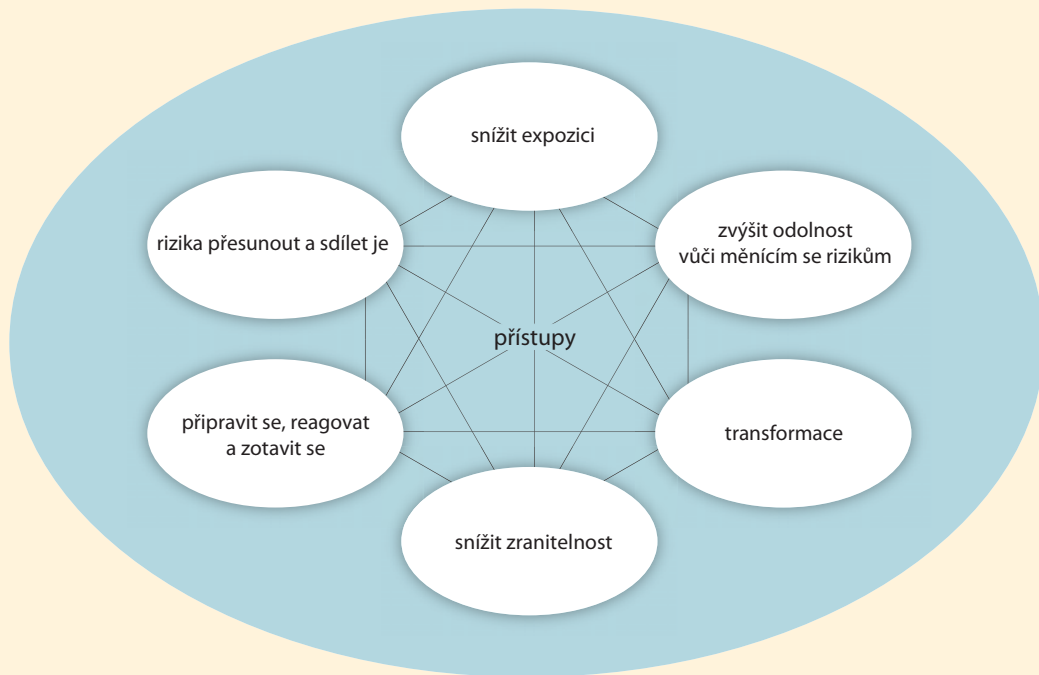 snížit expozici
rizika přesunout a sdílet je
zvýšit odolnost
vůči měnícím se rizikům
přístupy
připravit se, reagovat
a zotavit se
transformace
snížit zranitelnost